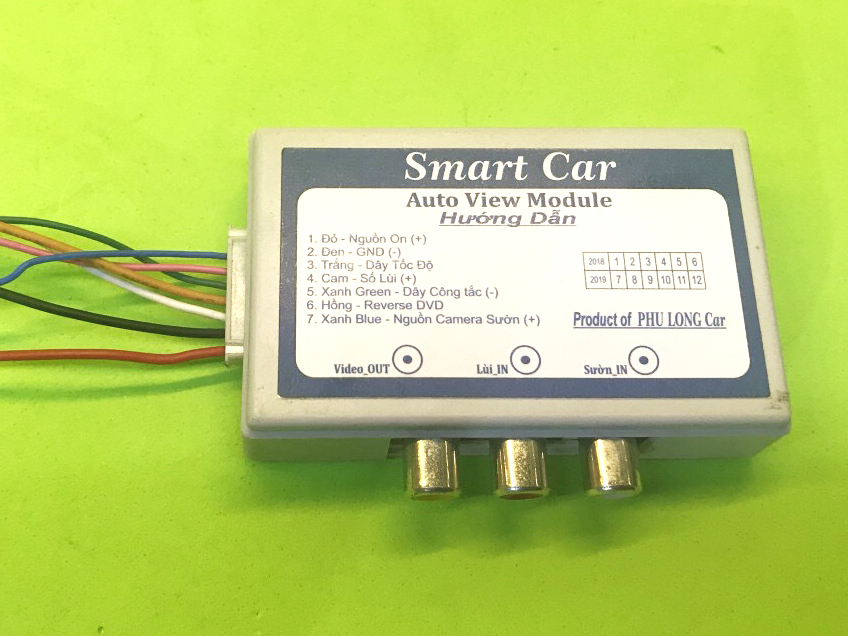 Smart Car
Auto View Module
Hướng Dẫn
1. Đỏ - Nguồn On (+)
2. Đen - GND (-)
3. Trắng - Dây Tốc Độ
4. Cam - Số Lùi (+)
5. Xanh Green - Dây Công tắc (-)
6. Hồng - Reverse DVD
7. Xanh Blue - Nguồn Camera Sườn (+)
2018 1 2 3 4 5 6
2019 7 8 9 10 11 12
Product of PHU LONG Car
Video_OUT Lùi_IN Sườn_IN